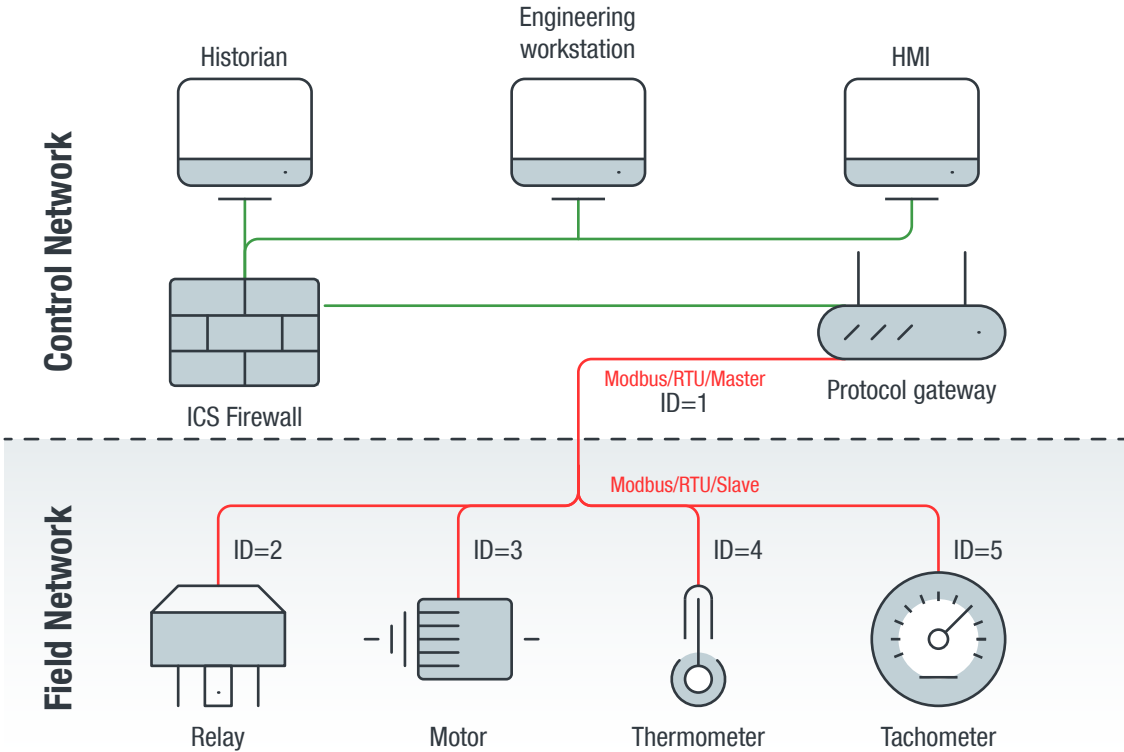 Control Network
Historian
Engineering
workstation
HMI
ICS Firewall
Protocol gateway
Modbus/RTU/Master
ID=1
Field Network
Modbus/RTU/Slave
ID=2
ID=3
ID=4
ID=5
Relay
Motor
Thermometer
Tachometer